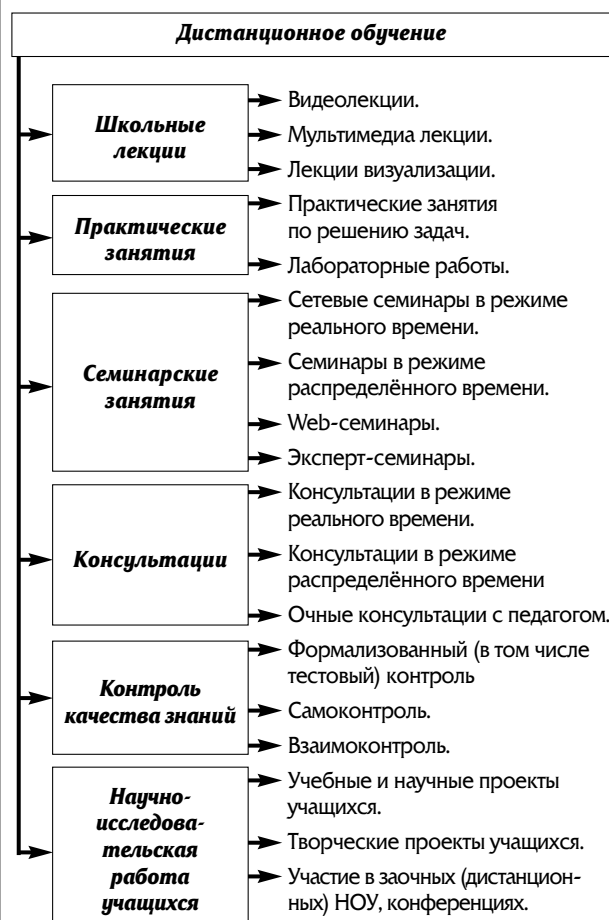 Дистанционное обучение
Школьные
лекции
Видеолекции.
Мультимедиа лекции.
Лекции визуализации.
Практические
занятия
Практические занятия
по решению задач.
Лабораторные работы.
Семинарские
занятия
Сетевые семинары в режиме
реального времени.
Семинары в режиме
распределённого времени.
Web-семинары.
Эксперт-семинары.
Консультации
Консультации в режиме
реального времени.
Консультации в режиме
распределённого времени
Очные консультации с педагогом.
Контроль
качества знаний
Формализованный (в том числе
тестовый) контроль
Самоконтроль.
Взаимоконтроль.
Научно-
исследова-
тельская
работа
учащихся
Учебные и научные проекты
учащихся.
Творческие проекты учащихся.
Участие в заочных (дистанцион-
ных) НОУ, конференциях.